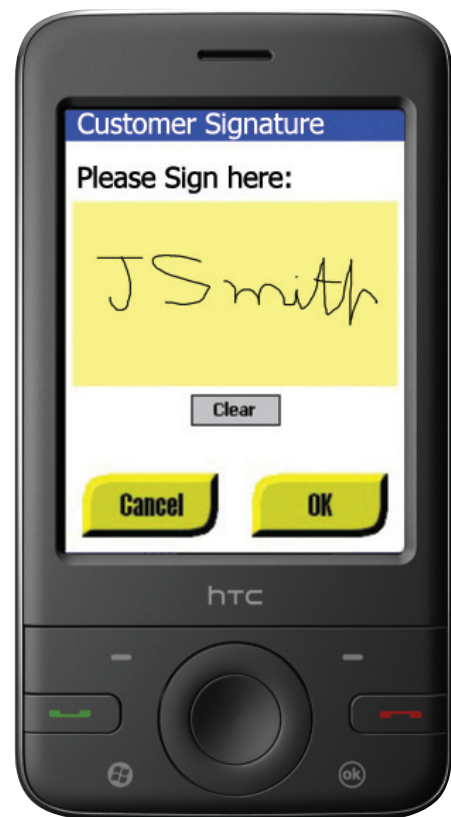 Customer Signature
Please Sign here:
J Smith
Clear
Cancel
OK
hTC
ok